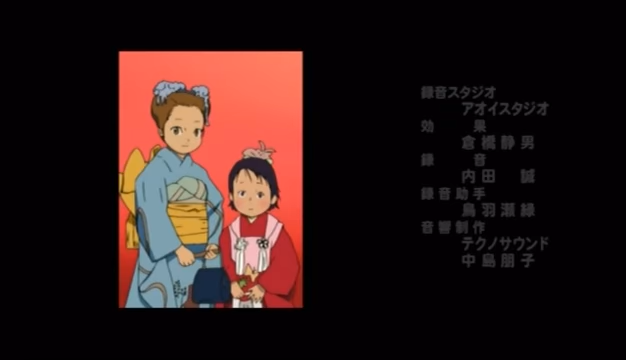 録音スタジオ
アオイスタジオ
効 果
倉橋静男
録 音
内田 誠
録音助手
鳥羽瀬縁
音響制作
テクノサウンド
中島朋子